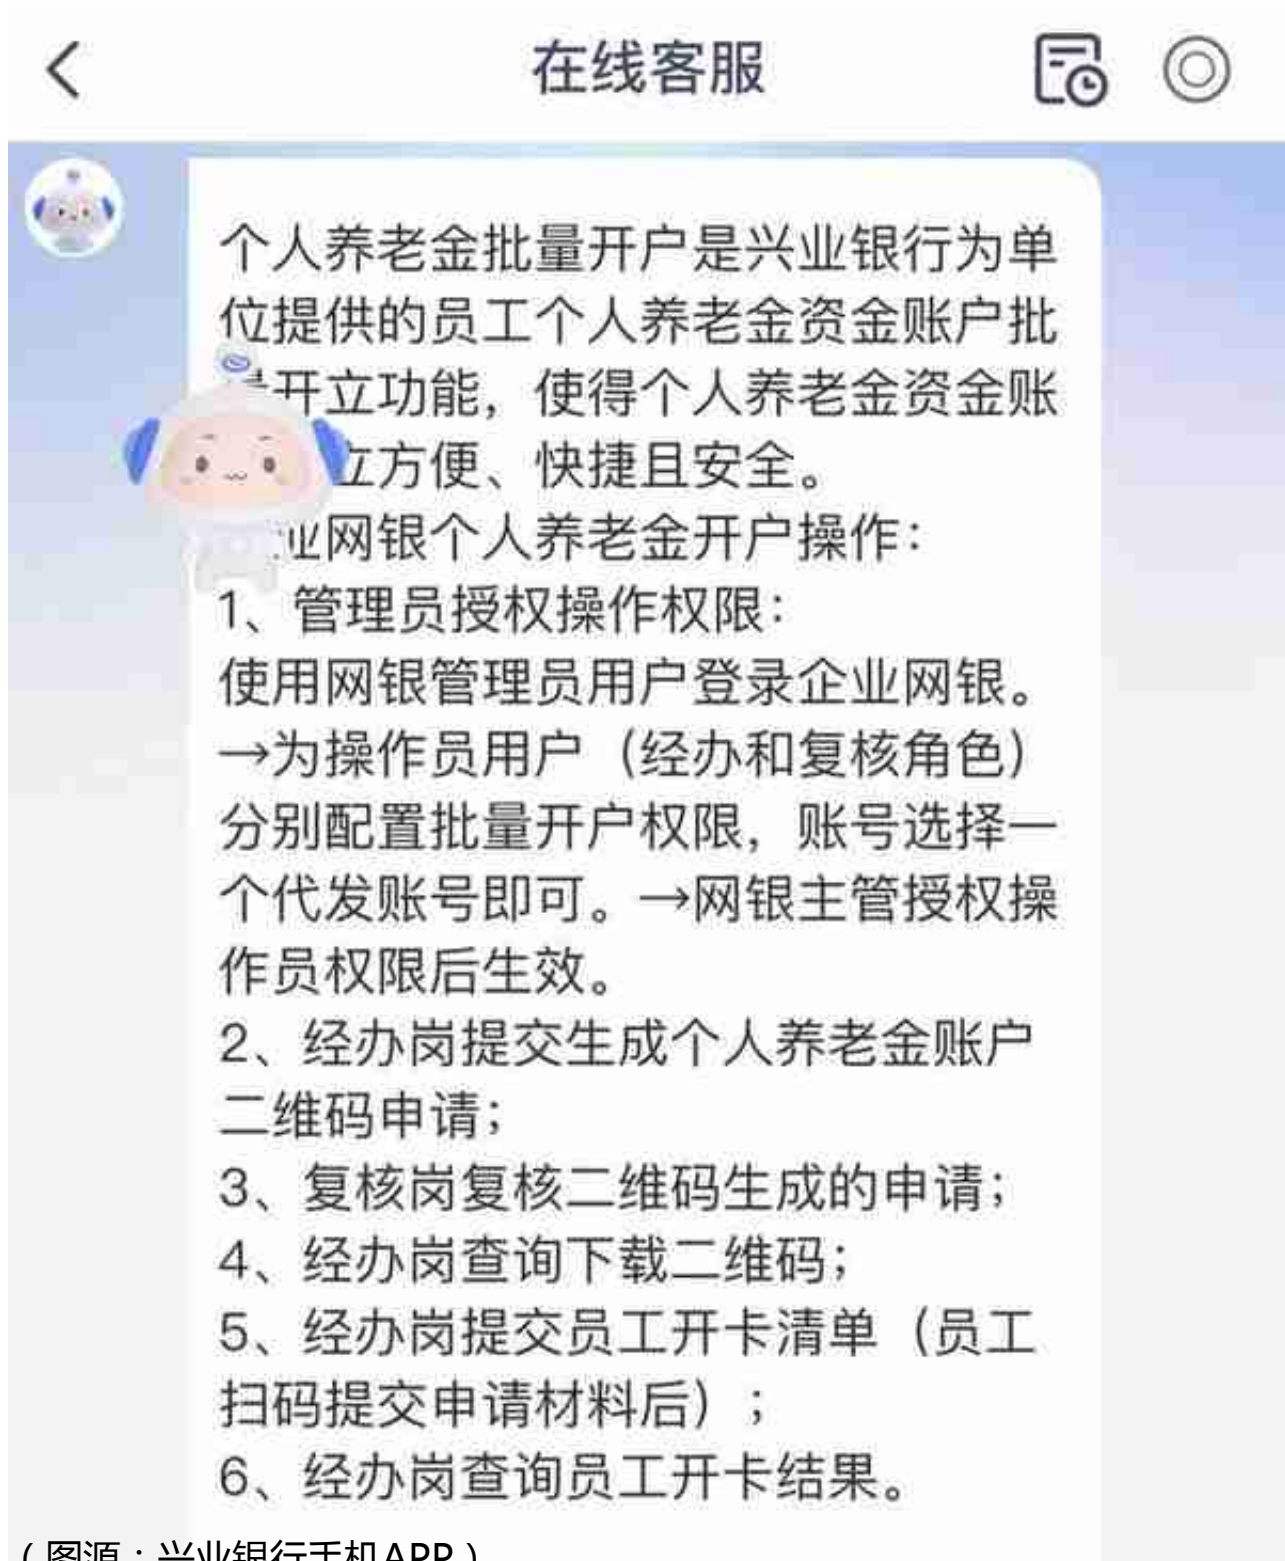 在线客服
个人养老金批量开户是兴业银行为单
位提供的员工个人养老金资金账户批
开立功能，使得个人养老金资金账
立方便、快捷且安全。
业网银个人养老金开户操作：
1、管理员授权操作权限：
使用网银管理员用户登录企业网银。
→为操作员用户（经办和复核角色）
分别配置批量开户权限，账号选择一
个代发账号即可。→网银主管授权操
作员权限后生效。
2、经办岗提交生成个人养老金账户
二维码申请；
3、复核岗复核二维码生成的申请；
4、经办岗查询下载二维码；
5、经办岗提交员工开卡清单（员工
扫码提交申请材料后）；
6、经办岗查询员工开卡结果。
（图源：兴业银行手机APP）